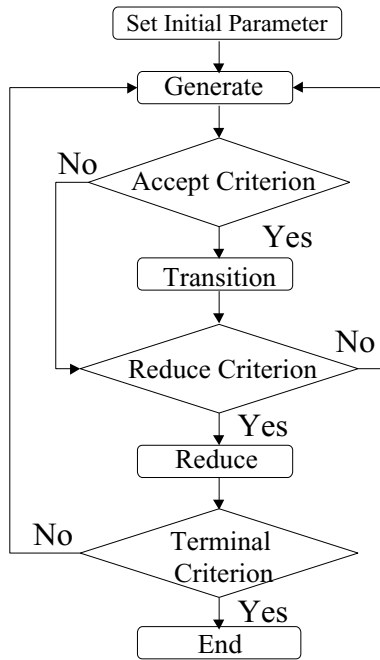 Set Initial Parameter
Generate
No
Accept Criterion
Yes
Transition
No
Reduce Criterion
Yes
Reduce
No
Terminal
Criterion
Yes
End